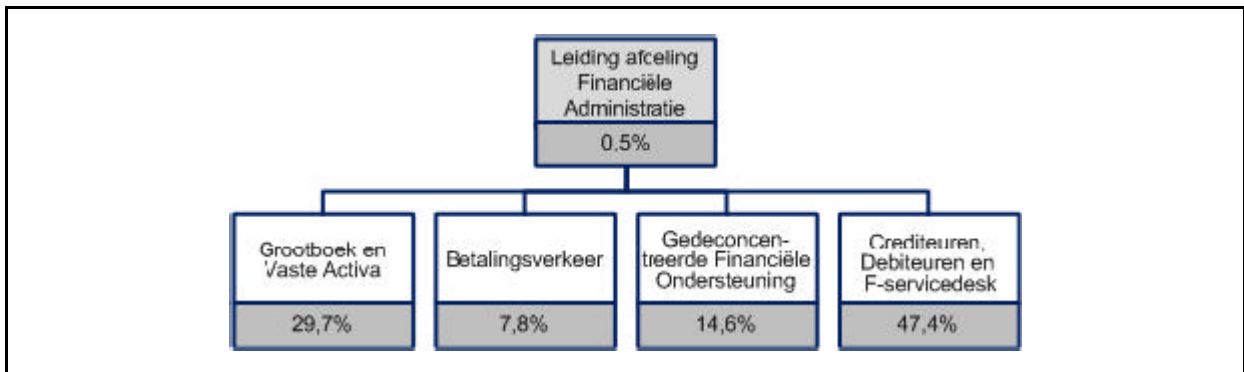 Leiding afceling
Financiële
Administratie
0,5%
Grootboek en
Vaste Activa
29,7%
Betalingsverkeer
7,8%
Gedeconcen-
treerde Financiële
Ondersteuning
14,6%
Crediteuren,
Debiteuren en
F-servicedesk
47,4%